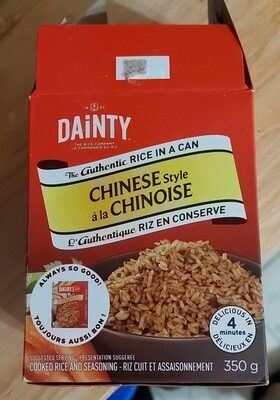 DAiNTY
THE RICE COMPANY
LA COMPAGNIE DU RIZ
The Authentic RICE IN A CAN
CHINESE Style
à la CHINOISE
L'Authentique RIZ EN CONSERVE
ALWAYS SO GOOD!
DAiNTY
TOUJOURS AUSSI BON!
DELICIOUS IN
4
minutes
DÉLICIEUX EN
SUGGESTED SERVING - PRÉSENTATION SUGGÉRÉE
COOKED RICE AND SEASONING - RIZ CUIT ET ASSAISONNEMENT
350 g